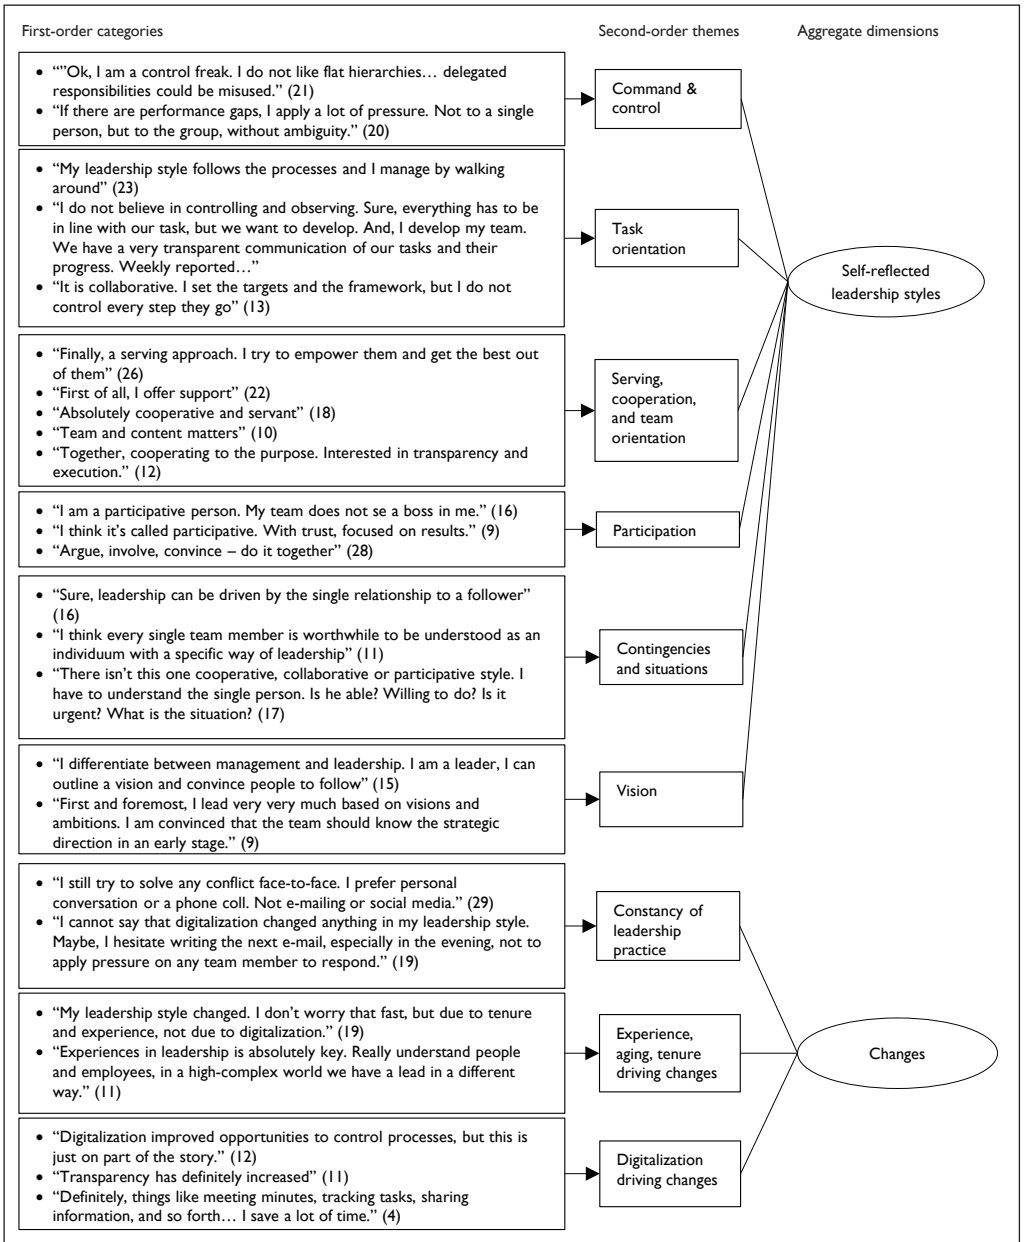 First-order categories
Second-order themes
Aggregate dimensions
• “”Ok, I am a control freak. I do not like flat hierarchies… delegated
responsibilities could be misused.” (21)
• “If there are performance gaps, I apply a lot of pressure. Not to a single
person, but to the group, without ambiguity.” (20)
Command &
control
• “My leadership style follows the processes and I manage by walking
around” (23)
• “I do not believe in controlling and observing. Sure, everything has to be
in line with our task, but we want to develop. And, I develop my team.
We have a very transparent communication of our tasks and their
progress. Weekly reported…”
• “It is collaborative. I set the targets and the framework, but I do not
control every step they go” (13)
Task
orientation
Self-reflected
leadership styles
• “Finally, a serving approach. I try to empower them and get the best out
of them” (26)
• “First of all, I offer support” (22)
• “Absolutely cooperative and servant” (18)
• “Team and content matters” (10)
• “Together, cooperating to the purpose. Interested in transparency and
execution.” (12)
Serving,
cooperation,
and team
orientation
• “I am a participative person. My team does not se a boss in me.” (16)
• “I think it’s called participative. With trust, focused on results.” (9)
• “Argue, involve, convince – do it together” (28)
Participation
• “Sure, leadership can be driven by the single relationship to a follower”
(16)
• “I think every single team member is worthwhile to be understood as an
individuum with a specific way of leadership” (11)
• “There isn’t this one cooperative, collaborative or participative style. I
have to understand the single person. Is he able? Willing to do? Is it
urgent? What is the situation? (17)
Contingencies
and situations
• “I differentiate between management and leadership. I am a leader, I can
outline a vision and convince people to follow” (15)
• “First and foremost, I lead very very much based on visions and
ambitions. I am convinced that the team should know the strategic
direction in an early stage.” (9)
Vision
• “I still try to solve any conflict face-to-face. I prefer personal
conversation or a phone coll. Not e-mailing or social media.” (29)
• “I cannot say that digitalization changed anything in my leadership style.
Maybe, I hesitate writing the next e-mail, especially in the evening, not to
apply pressure on any team member to respond.” (19)
Constancy of
leadership
practice
• “My leadership style changed. I don’t worry that fast, but due to tenure
and experience, not due to digitalization.” (19)
• “Experiences in leadership is absolutely key. Really understand people
and employees, in a high-complex world we have a lead in a different
way.” (11)
Experience,
aging, tenure
driving changes
Changes
• “Digitalization improved opportunities to control processes, but this is
just on part of the story.” (12)
• “Transparency has definitely increased” (11)
• “Definitely, things like meeting minutes, tracking tasks, sharing
information, and so forth… I save a lot of time.” (4)
Digitalization
driving changes